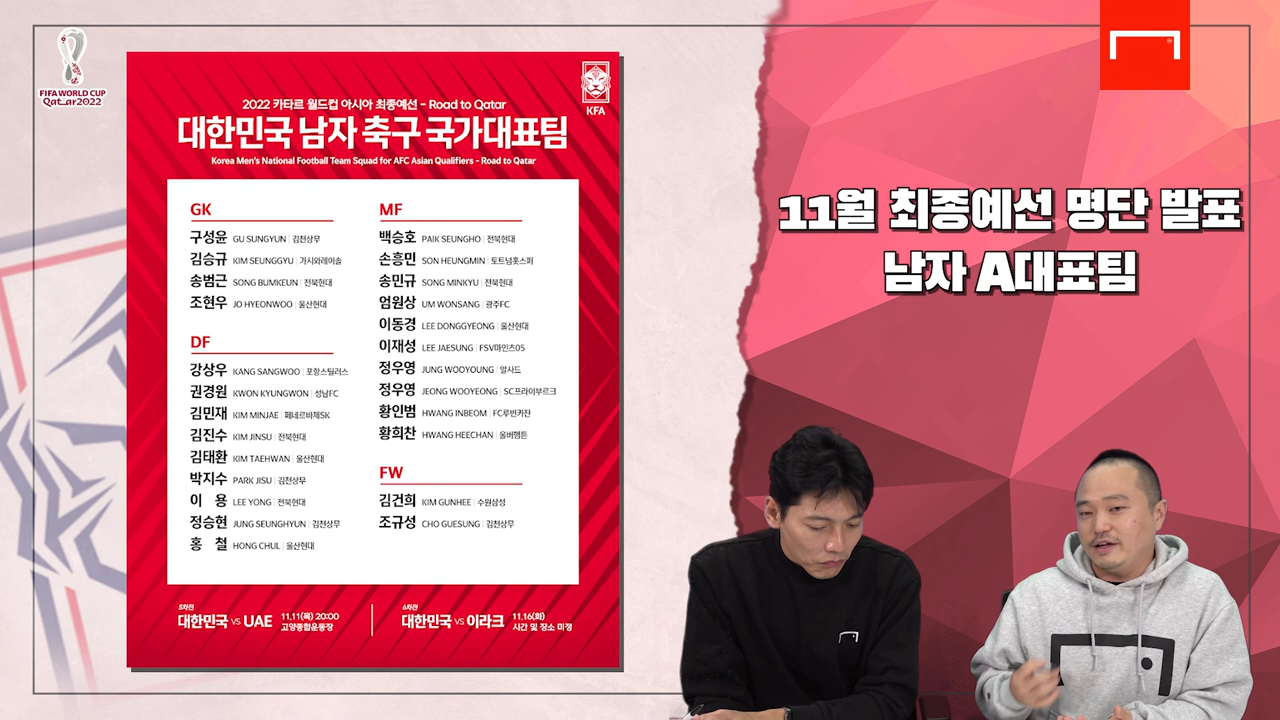 FIFA WORLD CUP
Qatar2022
KFA
2022 카타르 월드컵 아시아 최종예선 - Road to Qatar
대한민국 남자 축구 국가대표팀
Korea Men's National Football Team Squad for AFC Asian Qualifiers - Road to Qatar
GK
구성윤 GU SUNGYUN | 김천상무
김승규 KIM SEUNGGYU | 가시와레이솔
송범근 SONG BUMKEUN | 전북현대
조현우 JO HYEONWOO | 울산현대
DF
강상우 KANG SANGWOO | 포항스틸러스
권경원 KWON KYUNGWON | 성남FC
김민재 KIM MINJAE | 페네르바체SK
김진수 KIM JINSU | 전북현대
김태환 KIM TAEHWAN | 울산현대
박지수 PARK JISU | 김천상무
이 용 LEE YONG | 전북현대
정승현 JUNG SEUNGHYUN | 김천상무
홍 철 HONG CHUL | 울산현대
MF
백승호 PAIK SEUNGHO | 전북현대
손흥민 SON HEUNGMIN | 토트넘홋스퍼
송민규 SONG MINKYU | 전북현대
엄원상 UM WONSANG | 광주FC
이동경 LEE DONGGYEONG | 울산현대
이재성 LEE JAESUNG | FSV마인츠05
정우영 JUNG WOOYOUNG | 알사드
정우영 JEONG WOOYEONG | SC프라이부르크
황인범 HWANG INBEOM | FC루빈카잔
황희찬 HWANG HEECHAN | 울버햄튼
FW
김건희 KIM GUNHEE | 수원삼성
조규성 CHO GUESUNG | 김천상무
5차전
대한민국 vs UAE 11.11(목) 20:00
고양종합운동장
6차전
대한민국 vs 이라크 11.16(화)
시간 및 장소 미정
11월 최종예선 명단 발표
남자 A대표팀